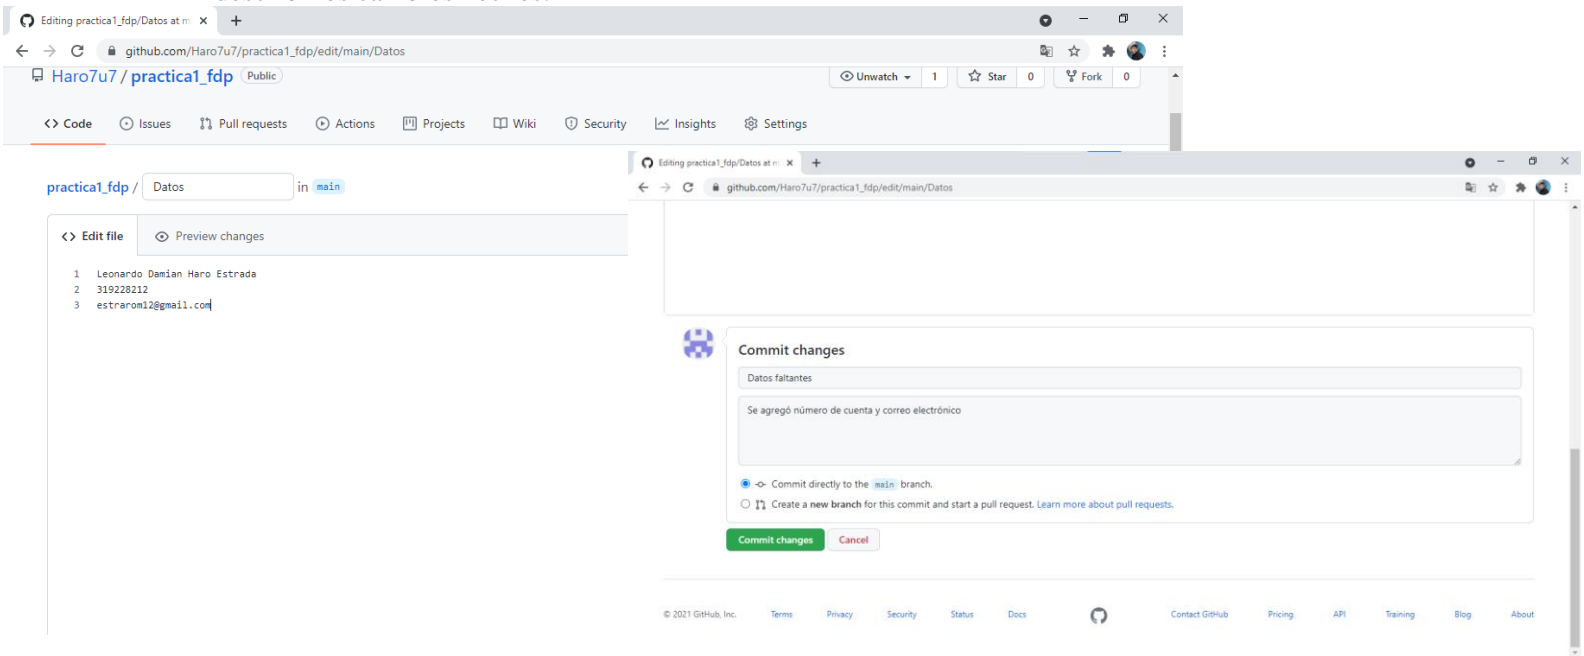 Editing practica1_fdp/Datos at m
github.com/Haro7u7/practica1_fdp/edit/main/Datos
Haro7u7 / practica1_fdp Public
Unwatch 1 Star 0 Fork 0
Code Issues Pull requests Actions Projects Wiki Security Insights Settings
practica1_fdp / Datos in main
Edit file Preview changes
1 Leonardo Damian Haro Estrada
2 319228212
3 estrarom12@gmail.com
Editing practica1_fdp/Datos at m
github.com/Haro7u7/practica1_fdp/edit/main/Datos
Commit changes
Datos faltantes
Se agregó número de cuenta y correo electrónico
Commit directly to the main branch.
Create a new branch for this commit and start a pull request. Learn more about pull requests.
Commit changes Cancel
© 2021 GitHub, Inc. Terms Privacy Security Status Docs Contact GitHub Pricing API Training Blog About